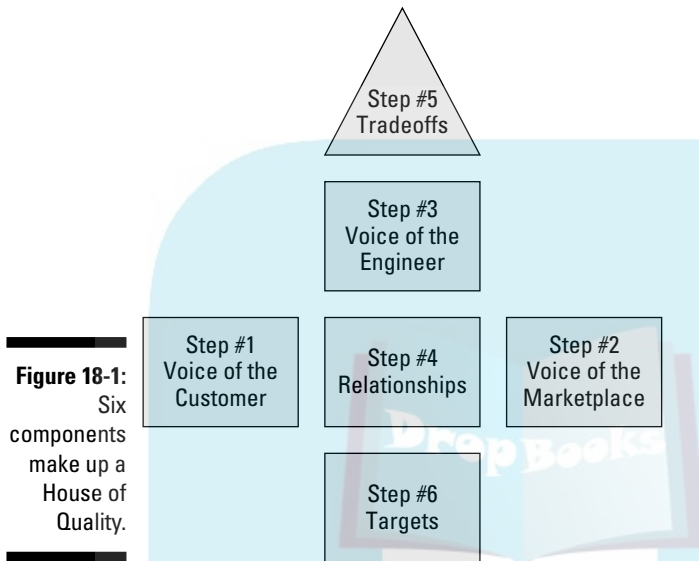 Step #5
Tradeoffs
Step #3
Voice of the
Engineer
Step #1
Voice of the
Customer
Step #4
Relationships
Step #2
Voice of the
Marketplace
Figure 18-1:
Six
components
make up a
House of
Quality.
Step #6
Targets
DropBooks